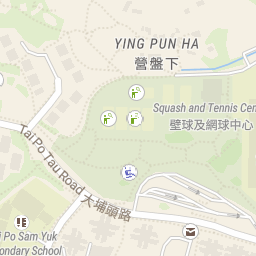 YING PUN HA
營盤下
Squash and Tennis Cen
壁球及網球中心
Tai Po Tau Road 大埔頭路
i Po Sam Yuk
ondary School